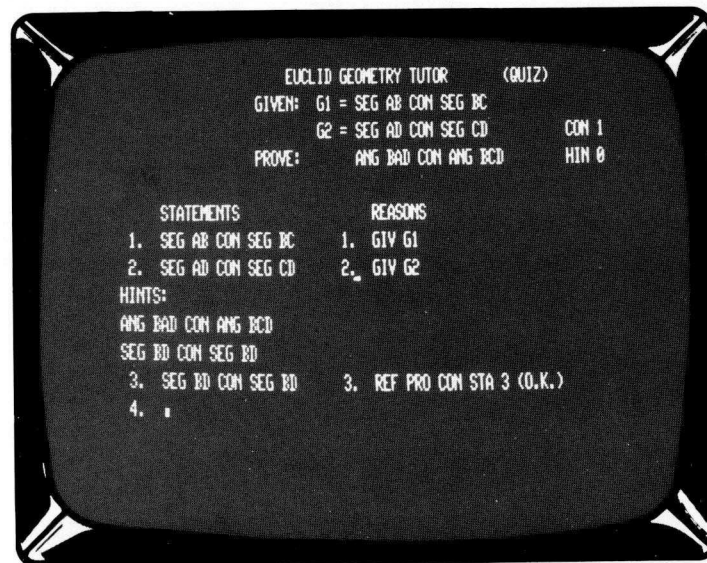 EUCLID GEOMETRY TUTOR (QUIZ)
GIVEN: G1 = SEG AB CON SEG BC
G2 = SEG AD CON SEG CD CON 1
PROVE: ANG BAD CON ANG BCD HIN 0
STATEMENTS REASONS
1. SEG AB CON SEG BC 1. GIV G1
2. SEG AD CON SEG CD 2. GIV G2
HINTS:
ANG BAD CON ANG BCD
SEG BD CON SEG BD
3. SEG BD CON SEG BD 3. REF PRO CON STA 3 (O.K.)
4.